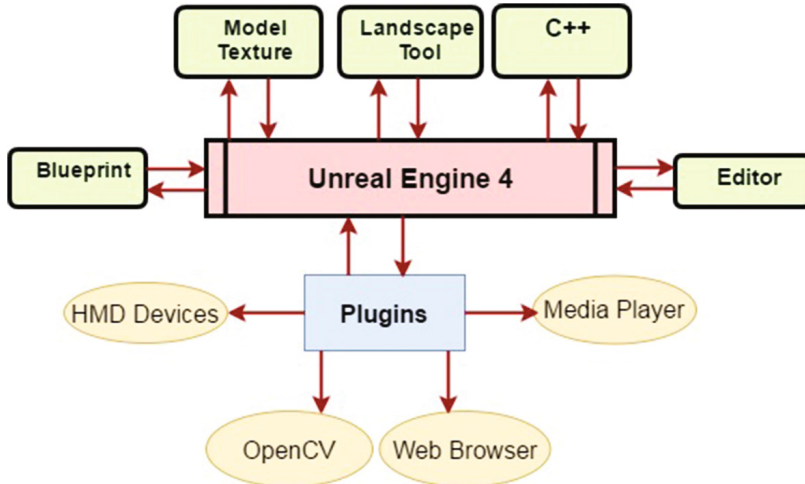 Model
Texture
Landscape
Tool
C++
Blueprint
Unreal Engine 4
Editor
HMD Devices
Plugins
Media Player
OpenCV
Web Browser